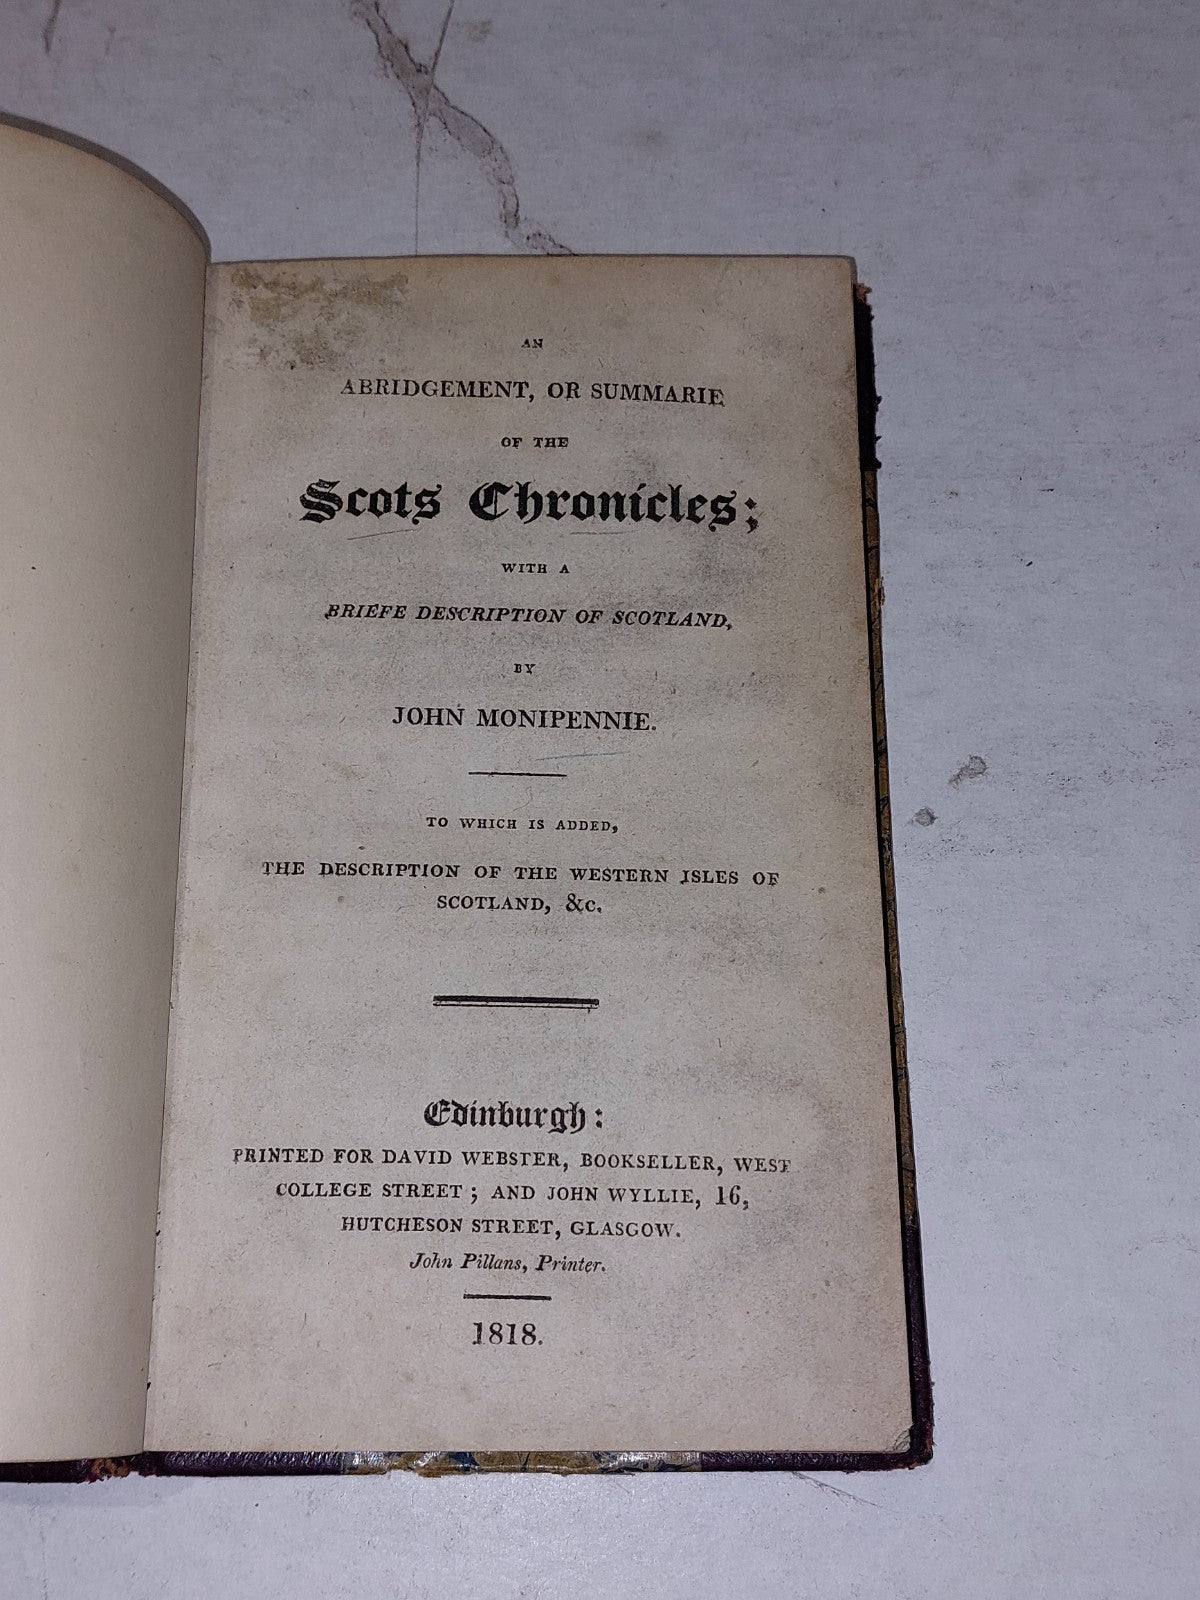 AN
ABRIDGEMENT, OR SUMMARIE
OF THE
Scots Chronicles;
WITH A
BRIEFE DESCRIPTION OF SCOTLAND,
BY
JOHN MONIPENNIE.
TO WHICH IS ADDED,
THE DESCRIPTION OF THE WESTERN ISLES OF
SCOTLAND, &c.
Edinburgh:
PRINTED FOR DAVID WEBSTER, BOOKSELLER, WEST
COLLEGE STREET; AND JOHN WYLLIE, 16,
HUTCHESON STREET, GLASGOW.
John Pillans, Printer.
1818.